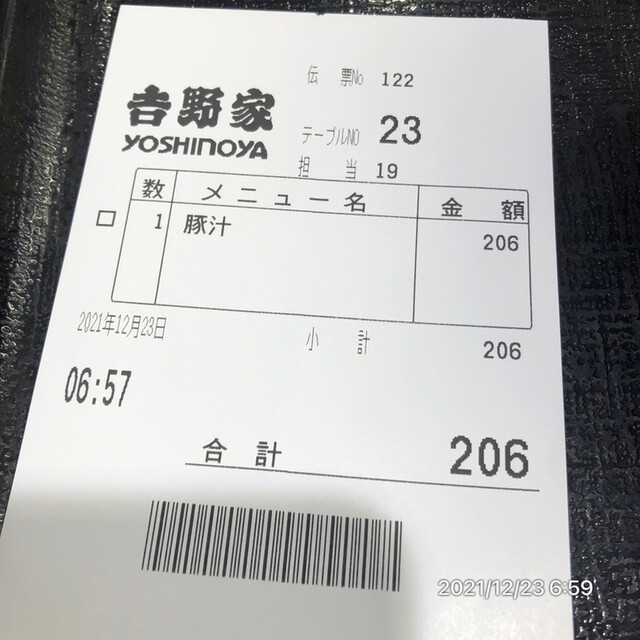 伝 票No 122
吉野家
YOSHINOYA
テーブルNO 23
担 当 19
数 メニュー名 金 額
1 豚汁 206
2021年12月23日
小 計 206
06:57
合 計 206
2021/12/23 6:59